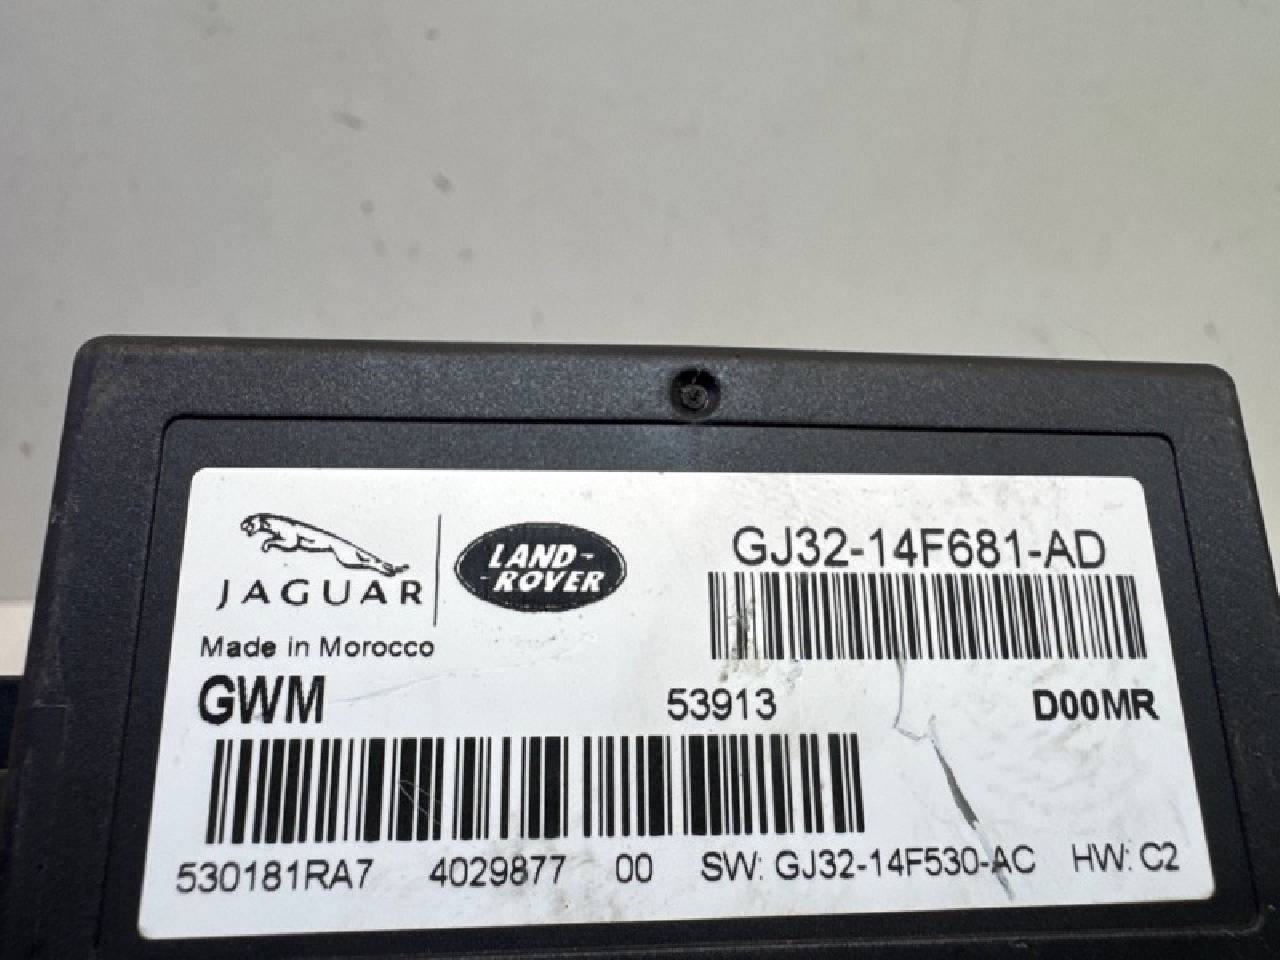 JAGUAR
LAND-
-ROVER
GJ32-14F681-AD
Made in Morocco
GWM 53913 D00MR
530181RA7 4029877 00 SW: GJ32-14F530-AC HW: C2